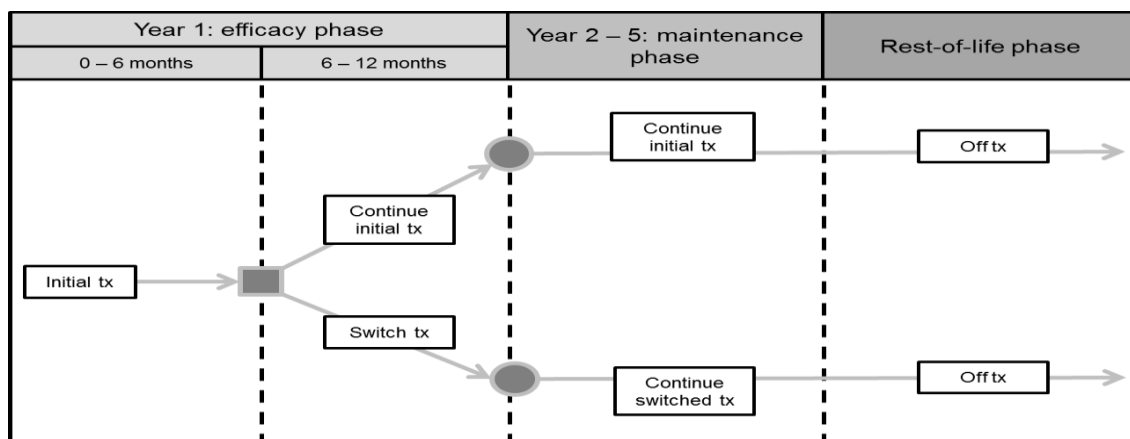 Year 1: efficacy phase
Year 2 – 5: maintenance
phase
Rest-of-life phase
0 – 6 months
6 – 12 months
Continue
initial tx
Off tx
Continue
initial tx
Initial tx
Switch tx
Continue
switched tx
Off tx